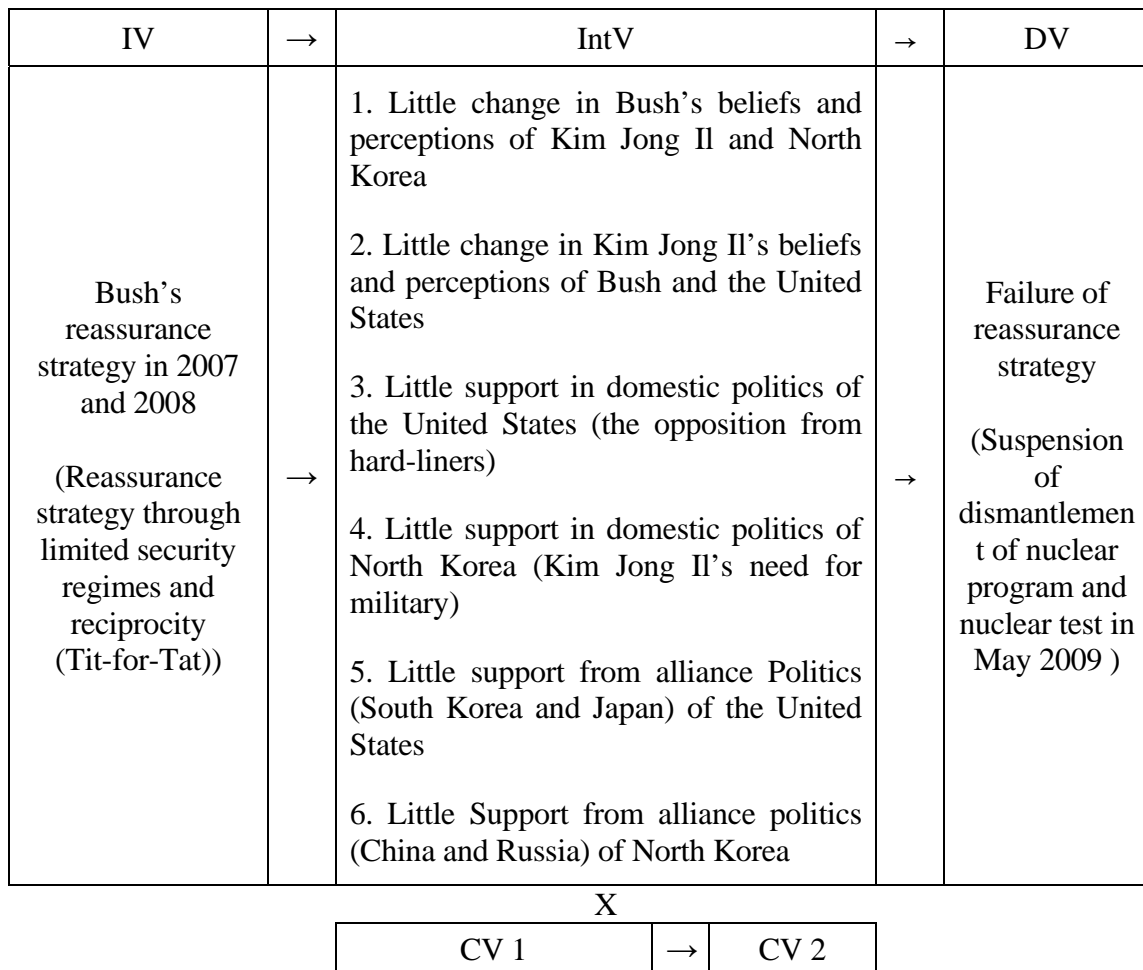 IV → IntV → DV
Bush's
reassurance
strategy in 2007
and 2008
(Reassurance
strategy through
limited security
regimes and
reciprocity
(Tit-for-Tat))
→
1. Little change in Bush's beliefs and
perceptions of Kim Jong Il and North
Korea
2. Little change in Kim Jong Il's beliefs
and perceptions of Bush and the United
States
3. Little support in domestic politics of
the United States (the opposition from
hard-liners)
4. Little support in domestic politics of
North Korea (Kim Jong Il's need for
military)
5. Little support from alliance Politics
(South Korea and Japan) of the United
States
6. Little Support from alliance politics
(China and Russia) of North Korea
→
Failure of
reassurance
strategy
(Suspension
of
dismantlemen
t of nuclear
program and
nuclear test in
May 2009 )
X
CV 1 → CV 2